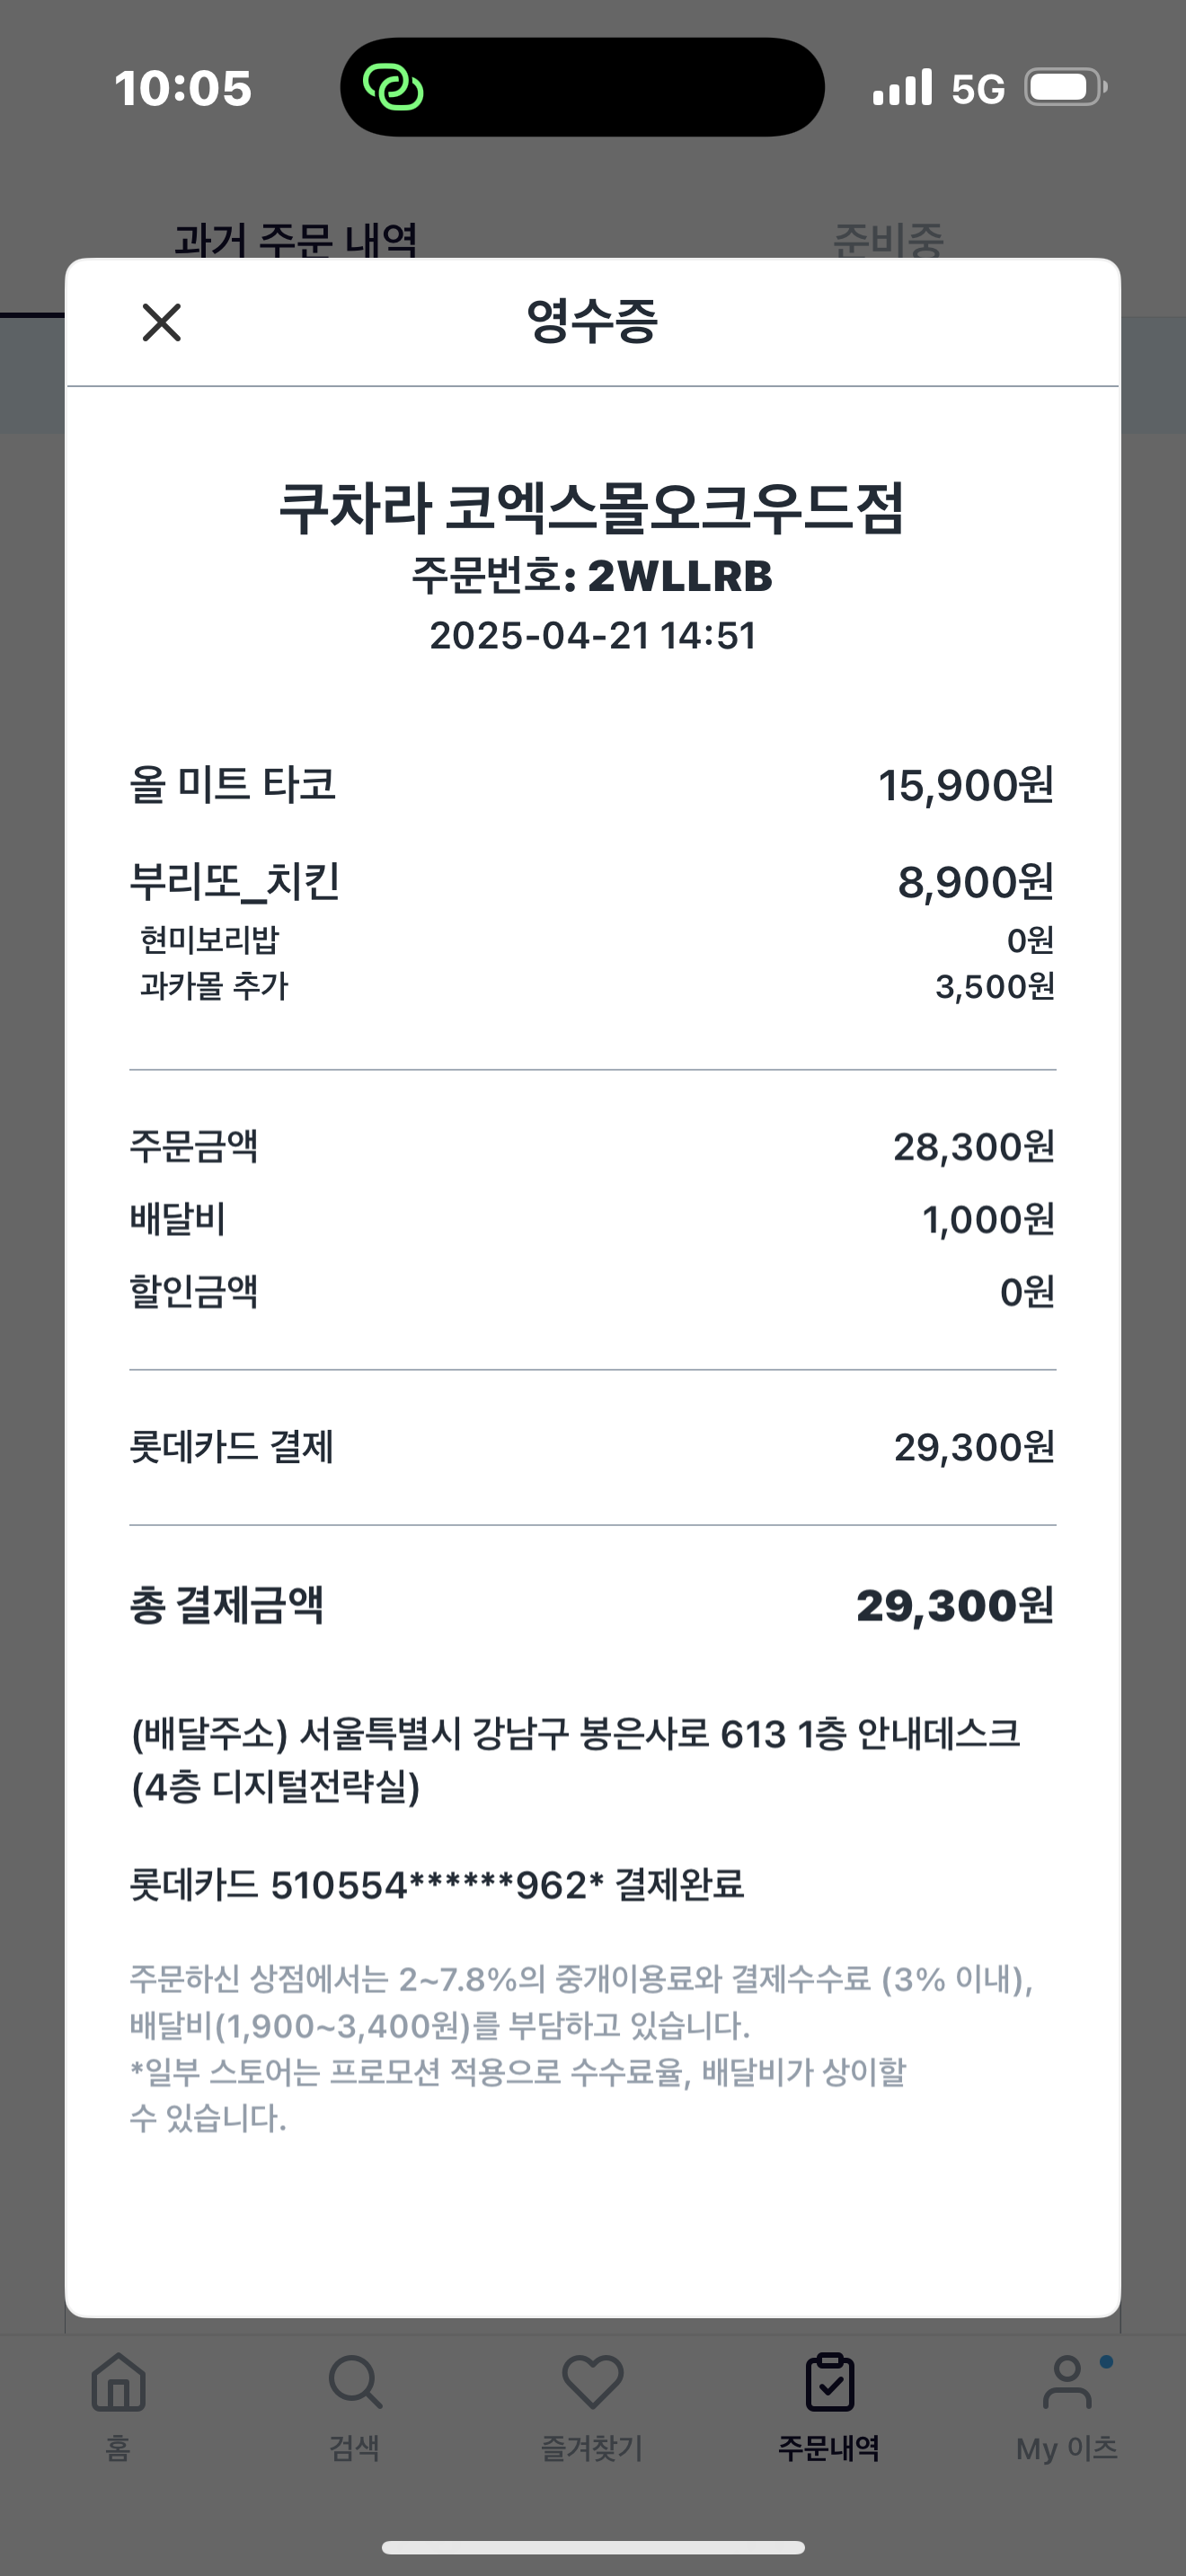 10:05
5G
과거 주문 내역
준비중
영수증
쿠차라 코엑스몰오크우드점
주문번호: 2WLLRB
2025-04-21 14:51
올 미트 타코 15,900원
부리또_치킨 8,900원
현미보리밥 0원
과카몰 추가 3,500원
주문금액 28,300원
배달비 1,000원
할인금액 0원
롯데카드 결제 29,300원
총 결제금액 29,300원
(배달주소) 서울특별시 강남구 봉은사로 613 1층 안내데스크
(4층 디지털전략실)
롯데카드 510554******962* 결제완료
주문하신 상점에서는 2~7.8%의 중개이용료와 결제수수료 (3% 이내),
배달비(1,900~3,400원)를 부담하고 있습니다.
*일부 스토어는 프로모션 적용으로 수수료율, 배달비가 상이할
수 있습니다.
홈
검색
즐겨찾기
주문내역
My 이츠